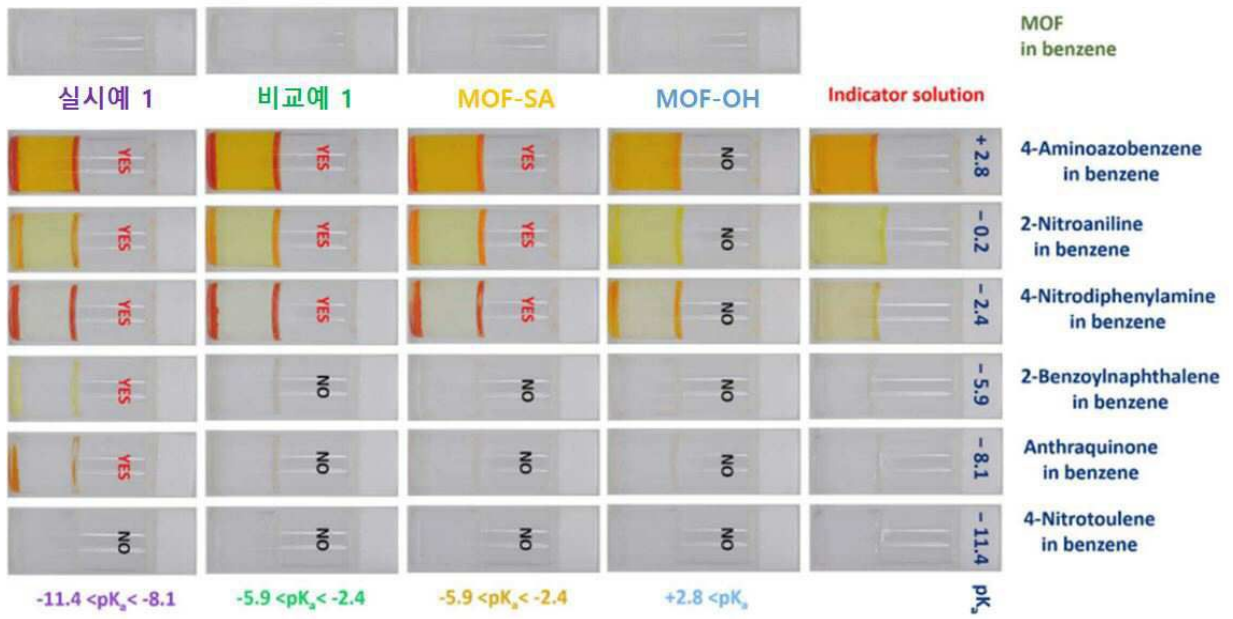 MOF
in benzene
실시예 1 비교예 1 MOF-SA MOF-OH Indicator solution
YES YES YES NO + 2.8 4-Aminoazobenzene
in benzene
YES YES YES NO – 0.2 2-Nitroaniline
in benzene
YES YES YES NO – 2.4 4-Nitrodiphenylamine
in benzene
YES NO NO NO – 5.9 2-Benzoylnaphthalene
in benzene
YES NO NO NO – 8.1 Anthraquinone
in benzene
NO NO NO NO – 11.4 4-Nitrotoulene
in benzene
-11.4 <pKₐ< -8.1 -5.9 <pKₐ< -2.4 -5.9 <pKₐ< -2.4 +2.8 <pKₐ pKₐ